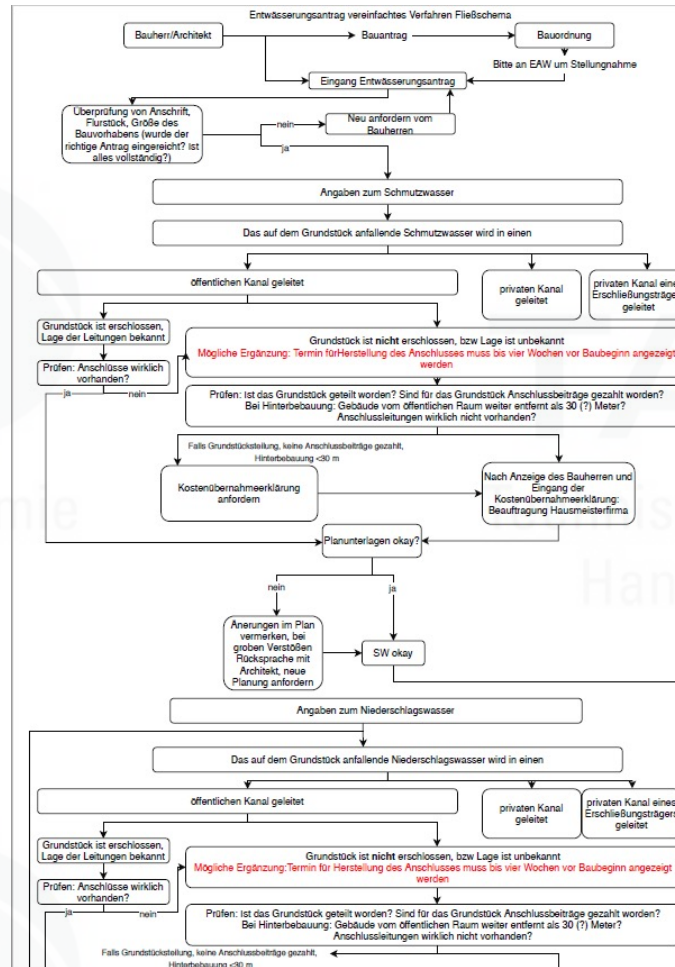 Entwässerungsantrag vereinfachtes Verfahren Fließschema
Bauherr/Architekt
Bauantrag
Bauordnung
Bitte an EAW um Stellungnahme
Eingang Entwässerungsantrag
Überprüfung von Anschrift,
Flurstück, Größe des
Bauvorhabens (wurde der
richtige Antrag eingereicht? Ist
alles vollständig?)
nein
Neu anfordern vom
Bauherren
ja
Angaben zum Schmutzwasser
Das auf dem Grundstück anfallende Schmutzwasser wird in einen
öffentlichen Kanal geleitet
privaten Kanal
geleitet
privaten Kanal eine
Erschließungsträge
geleitet
Grundstück ist erschlossen,
Lage der Leitungen bekannt
Grundstück ist nicht erschlossen, bzw Lage ist unbekannt
Mögliche Ergänzung: Termin fürHerstellung des Anschlusses muss bis vier Wochen vor Baubeginn angezeigt
werden
Prüfen: Anschlüsse wirklich
vorhanden?
ja
nein
Prüfen: Ist das Grundstück geteilt worden? Sind für das Grundstück Anschlussbeiträge gezahlt worden?
Bei Hinterbebauung: Gebäude vom öffentlichen Raum weiter entfernt als 30 (?) Meter?
Anschlussleitungen wirklich nicht vorhanden?
Falls Grundstücksteilung, keine Anschlussbeiträge gezahlt,
Hinterbebauung <30 m
Kostenübernahmeerklärung
anfordern
Nach Anzeige des Bauherren und
Eingang der
Kostenübernahmeerklärung:
Beauftragung Hausmeisterfirma
Planunterlagen okay?
nein
ja
Änerungen im Plan
vermerken, bei
groben Verstößen
Rücksprache mit
Architekt, neue
Planung anfordern
SW okay
Angaben zum Niederschlagswasser
Das auf dem Grundstück anfallende Niederschlagswasser wird in einen
öffentlichen Kanal geleitet
privaten Kanal
geleitet
privaten Kanal eines
Erschließungsträgers
geleitet
Grundstück ist erschlossen,
Lage der Leitungen bekannt
Grundstück ist nicht erschlossen, bzw Lage ist unbekannt
Mögliche Ergänzung:Termin für Herstellung des Anschlusses muss bis vier Wochen vor Baubeginn angezeigt
werden
Prüfen: Anschlüsse wirklich
vorhanden?
ja
nein
Prüfen: Ist das Grundstück geteilt worden? Sind für das Grundstück Anschlussbeiträge gezahlt worden?
Bei Hinterbebauung: Gebäude vom öffentlichen Raum weiter entfernt als 30 (?) Meter?
Anschlussleitungen wirklich nicht vorhanden?
Falls Grundstücksteilung, keine Anschlussbeiträge gezahlt,
Hinterbebauung <30 m